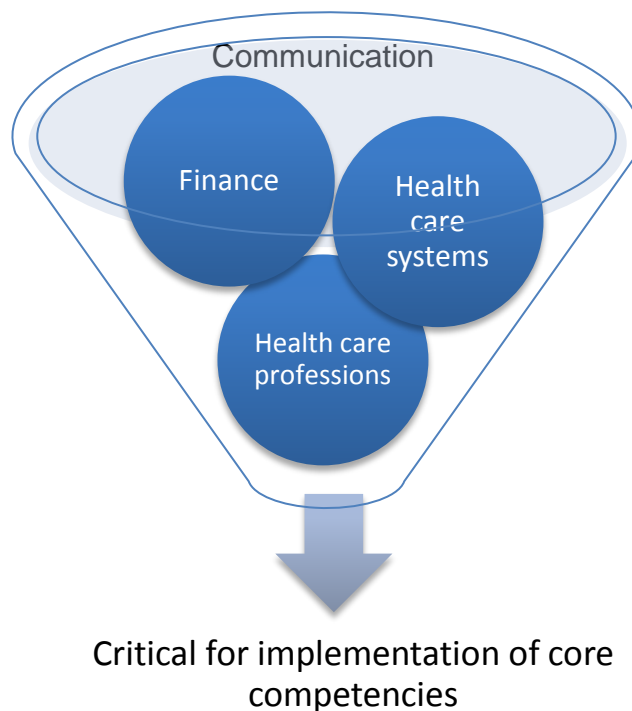 Communication
Finance
Health
care
systems
Health care
professions
Critical for implementation of core
competencies